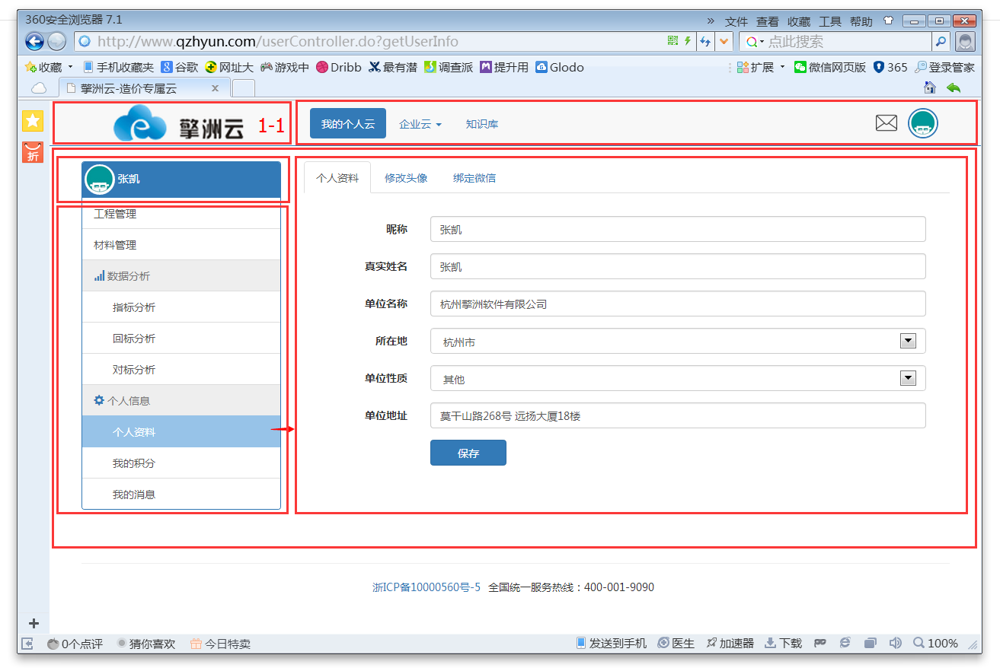 360安全浏览器 7.1
» 文件 查看 收藏 工具 帮助
http://www.qzhyun.com/userController.do?getUserInfo
点此搜索
收藏 手机收藏夹 谷歌 网址大 游戏中 Dribb 最有潜 调查派 提升用 Glodo 扩展 微信网页版 365 登录管家
擎洲云-造价专属云 x
折
擎洲云 1-1
我的个人云 企业云 知识库
张凯
工程管理
材料管理
数据分析
指标分析
回标分析
对标分析
个人信息
个人资料
我的积分
我的消息
个人资料 修改头像 绑定微信
昵称 张凯
真实姓名 张凯
单位名称 杭州擎洲软件有限公司
所在地 杭州市
单位性质 其他
单位地址 莫干山路268号 远扬大厦18楼
保存
浙ICP备10000560号-5 全国统一服务热线：400-001-9090
+
0个点评 猜你喜欢 今日特卖 发送到手机 医生 加速器 下载 100%